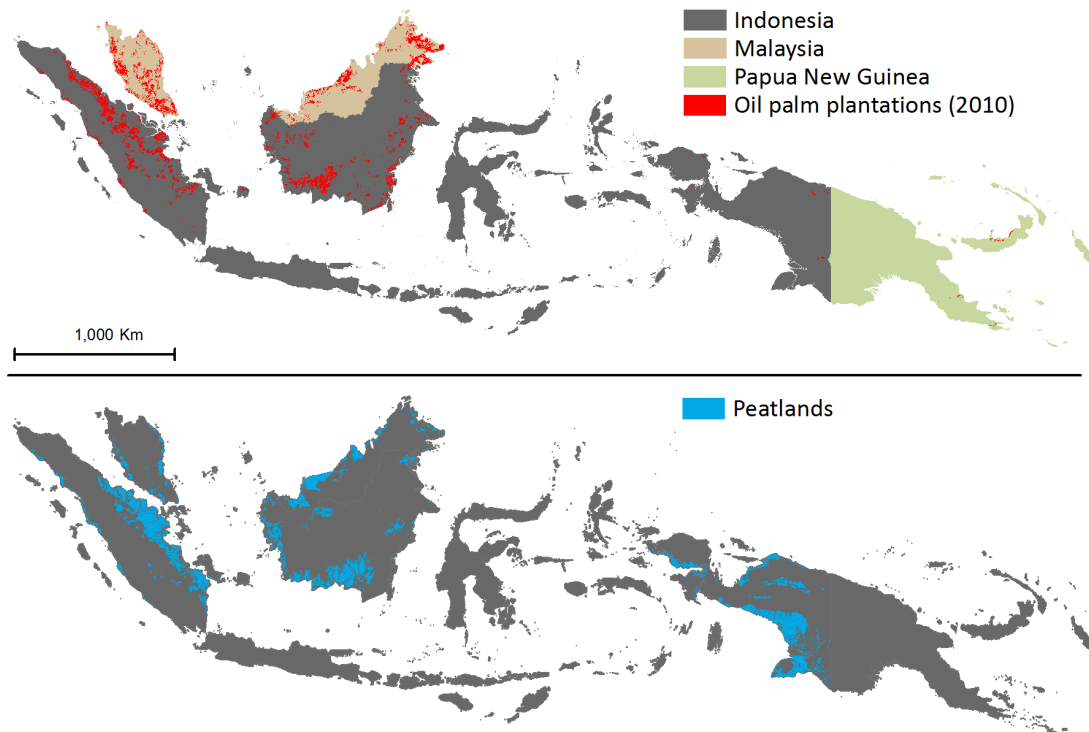 Indonesia
Malaysia
Papua New Guinea
Oil palm plantations (2010)
1,000 Km
Peatlands